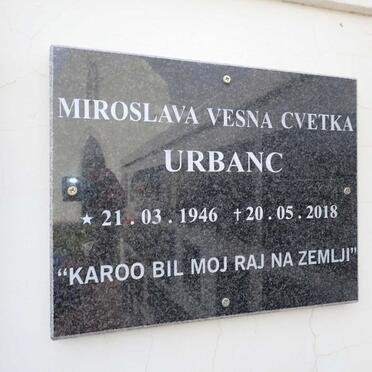 MIROSLAVA VESNA CVETKA
URBANC
★ 21 . 03 . 1946 † 20 . 05 . 2018
“KAROO BIL MOJ RAJ NA ZEMLJI”